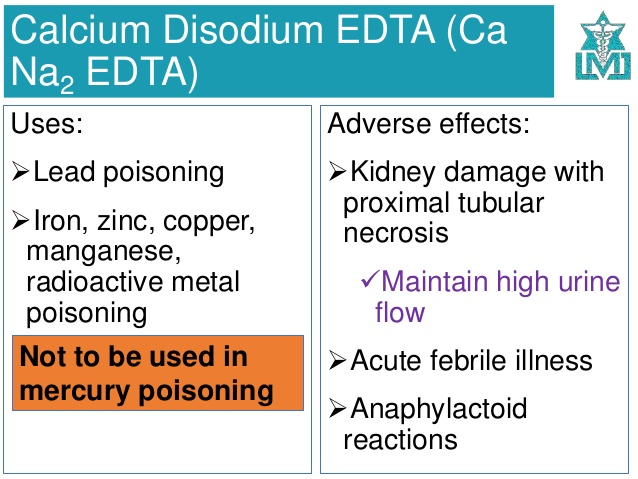 Calcium Disodium EDTA (Ca
Na₂ EDTA)
IMI
Uses:
➢Lead poisoning
➢Iron, zinc, copper,
manganese,
radioactive metal
poisoning
Not to be used in
mercury poisoning
Adverse effects:
➢Kidney damage with
proximal tubular
necrosis
✓Maintain high urine
flow
➢Acute febrile illness
➢Anaphylactoid
reactions